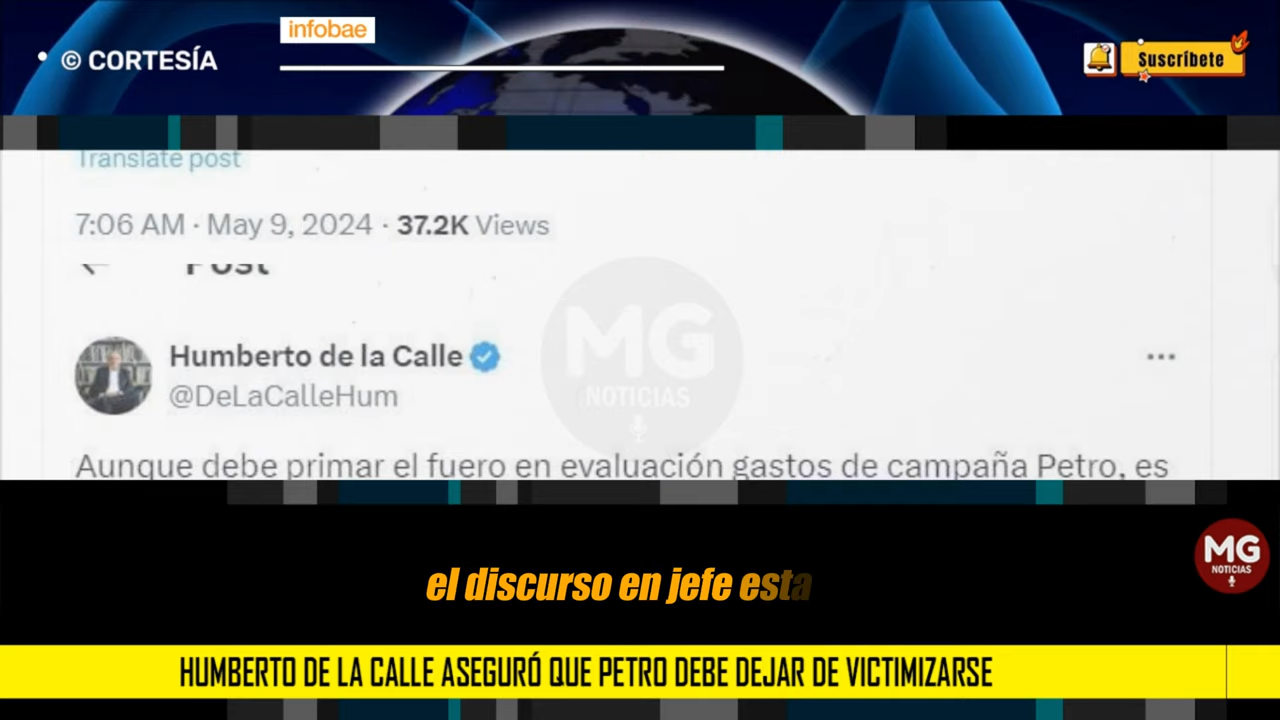 infobae
© CORTESÍA
Suscríbete
Translate post
7:06 AM · May 9, 2024 · 37.2K Views
Post
MG
NOTICIAS
Humberto de la Calle
@DeLaCalleHum
Aunque debe primar el fuero en evaluación gastos de campaña Petro, es
el discurso en jefe esta
MG
NOTICIAS
HUMBERTO DE LA CALLE ASEGURÓ QUE PETRO DEBE DEJAR DE VICTIMIZARSE